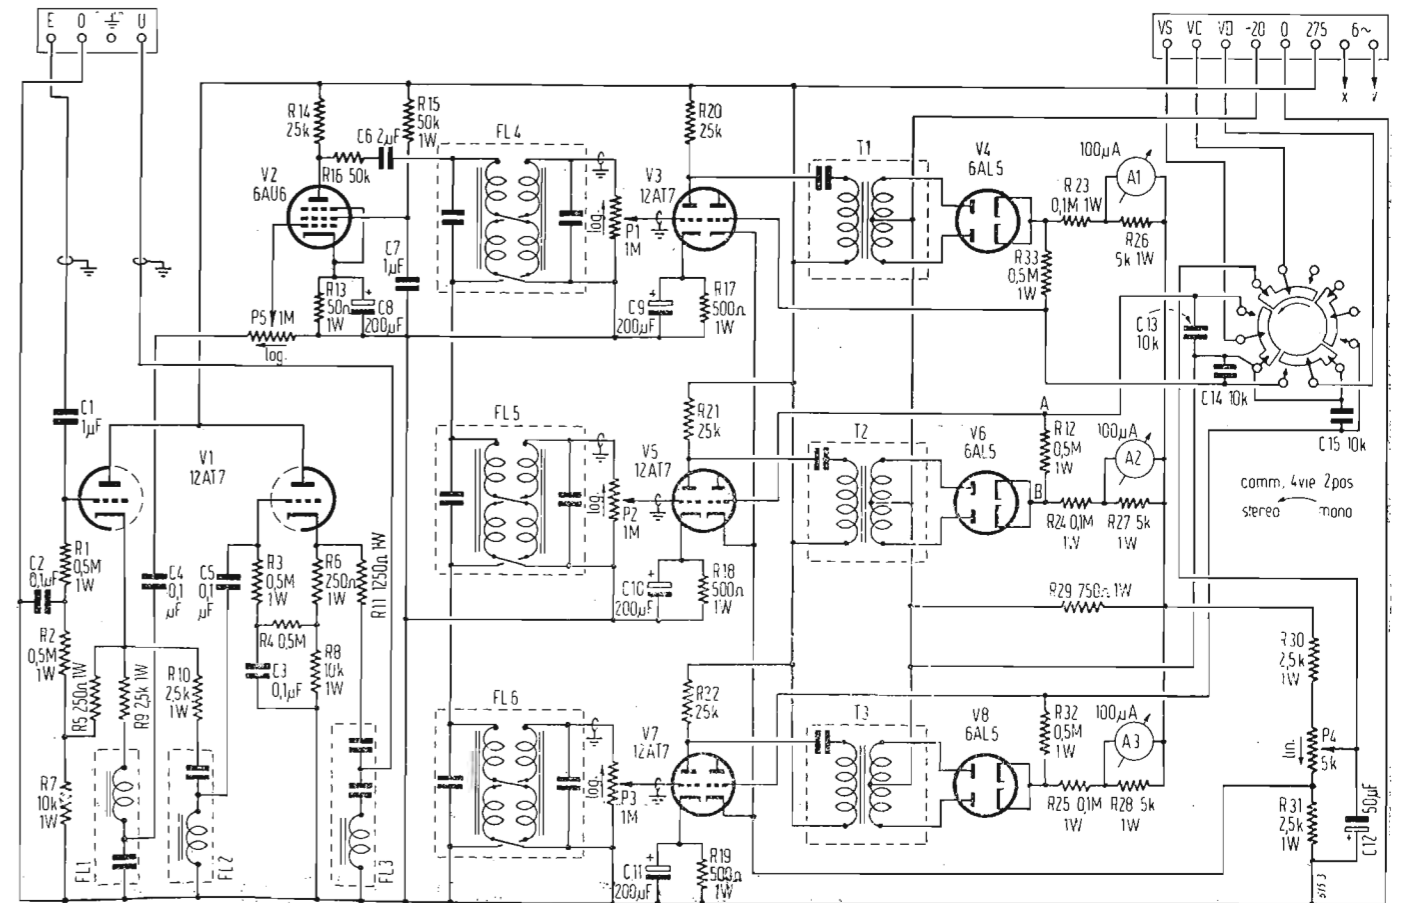 E O U
VS VC VD -20 0 275 6~
X
R14
25k
R15
50k
1W
C6 2µF
R16 50k
V2
6AU6
FL4
R20
25k
V3
12AT7
T1
V4
6AL5
100µA
A1
R23
0,1M 1W
R26
5k 1W
R33
0,5M
1W
log.
P1
1M
C7
1µF
R13
50Ω
1W
C8
200µF
P5 1M
log.
C9
200µF
R17
500Ω
1W
C13
10k
C14 10k
C15 10k
C1
1µF
V1
12AT7
FL5
R21
25k
V5
12AT7
T2
V6
6AL5
A
R12
0,5M
1W
100µA
A2
B
R24 0,1M
R27 5k
1W
comm. 4vie 2pos
stereo mono
log.
P2
1M
C2
0,1µF
R1
0,5M
1W
C4
0,1
µF
C5
0,1
µF
R3
0,5M
1W
R6
250Ω
1W
R11 1250Ω 1W
R4 0,5M
C3
0,1µF
R8
10k
1W
C10
200µF
R18
500Ω
1W
R29 750Ω 1W
R2
0,5M
1W
R5 250Ω 1W
R9 2,5k 1W
R10
2,5k
1W
R30
2,5k
1W
FL6
R22
25k
V7
12AT7
T3
V8
6AL5
R32
0,5M
1W
100µA
A3
lin.
P4
5k
R7
10k
1W
log.
P3
1M
R25 0,1M
1W
R28 5k
1W
R31
2,5k
1W
50µF
C12
FL1
FL2
FL3
C11
200µF
R19
500Ω
1W